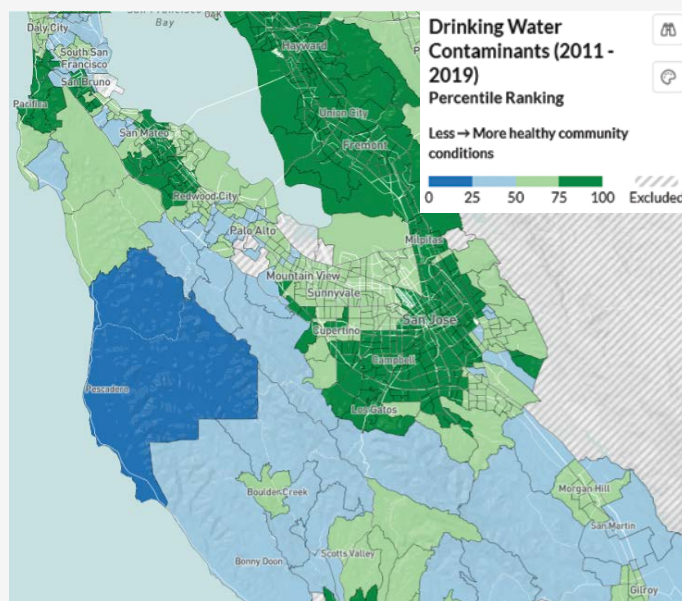 San Francisco
Bay
Oak
Daly City
South San
Francisco
San Bruno
Pacifica
San Mateo
Redwood City
Palo Alto
Mountain View
Sunnyvale
Cupertino
Hayward
Union City
Fremont
Milpitas
San Jose
Campbell
Los Gatos
Pescadero
Boulder Creek
Bonny Doon
Scotts Valley
Morgan Hill
San Martin
Gilroy
Drinking Water
Contaminants (2011 -
2019)
Percentile Ranking
Less → More healthy community
conditions
0 25 50 75 100 Excluded